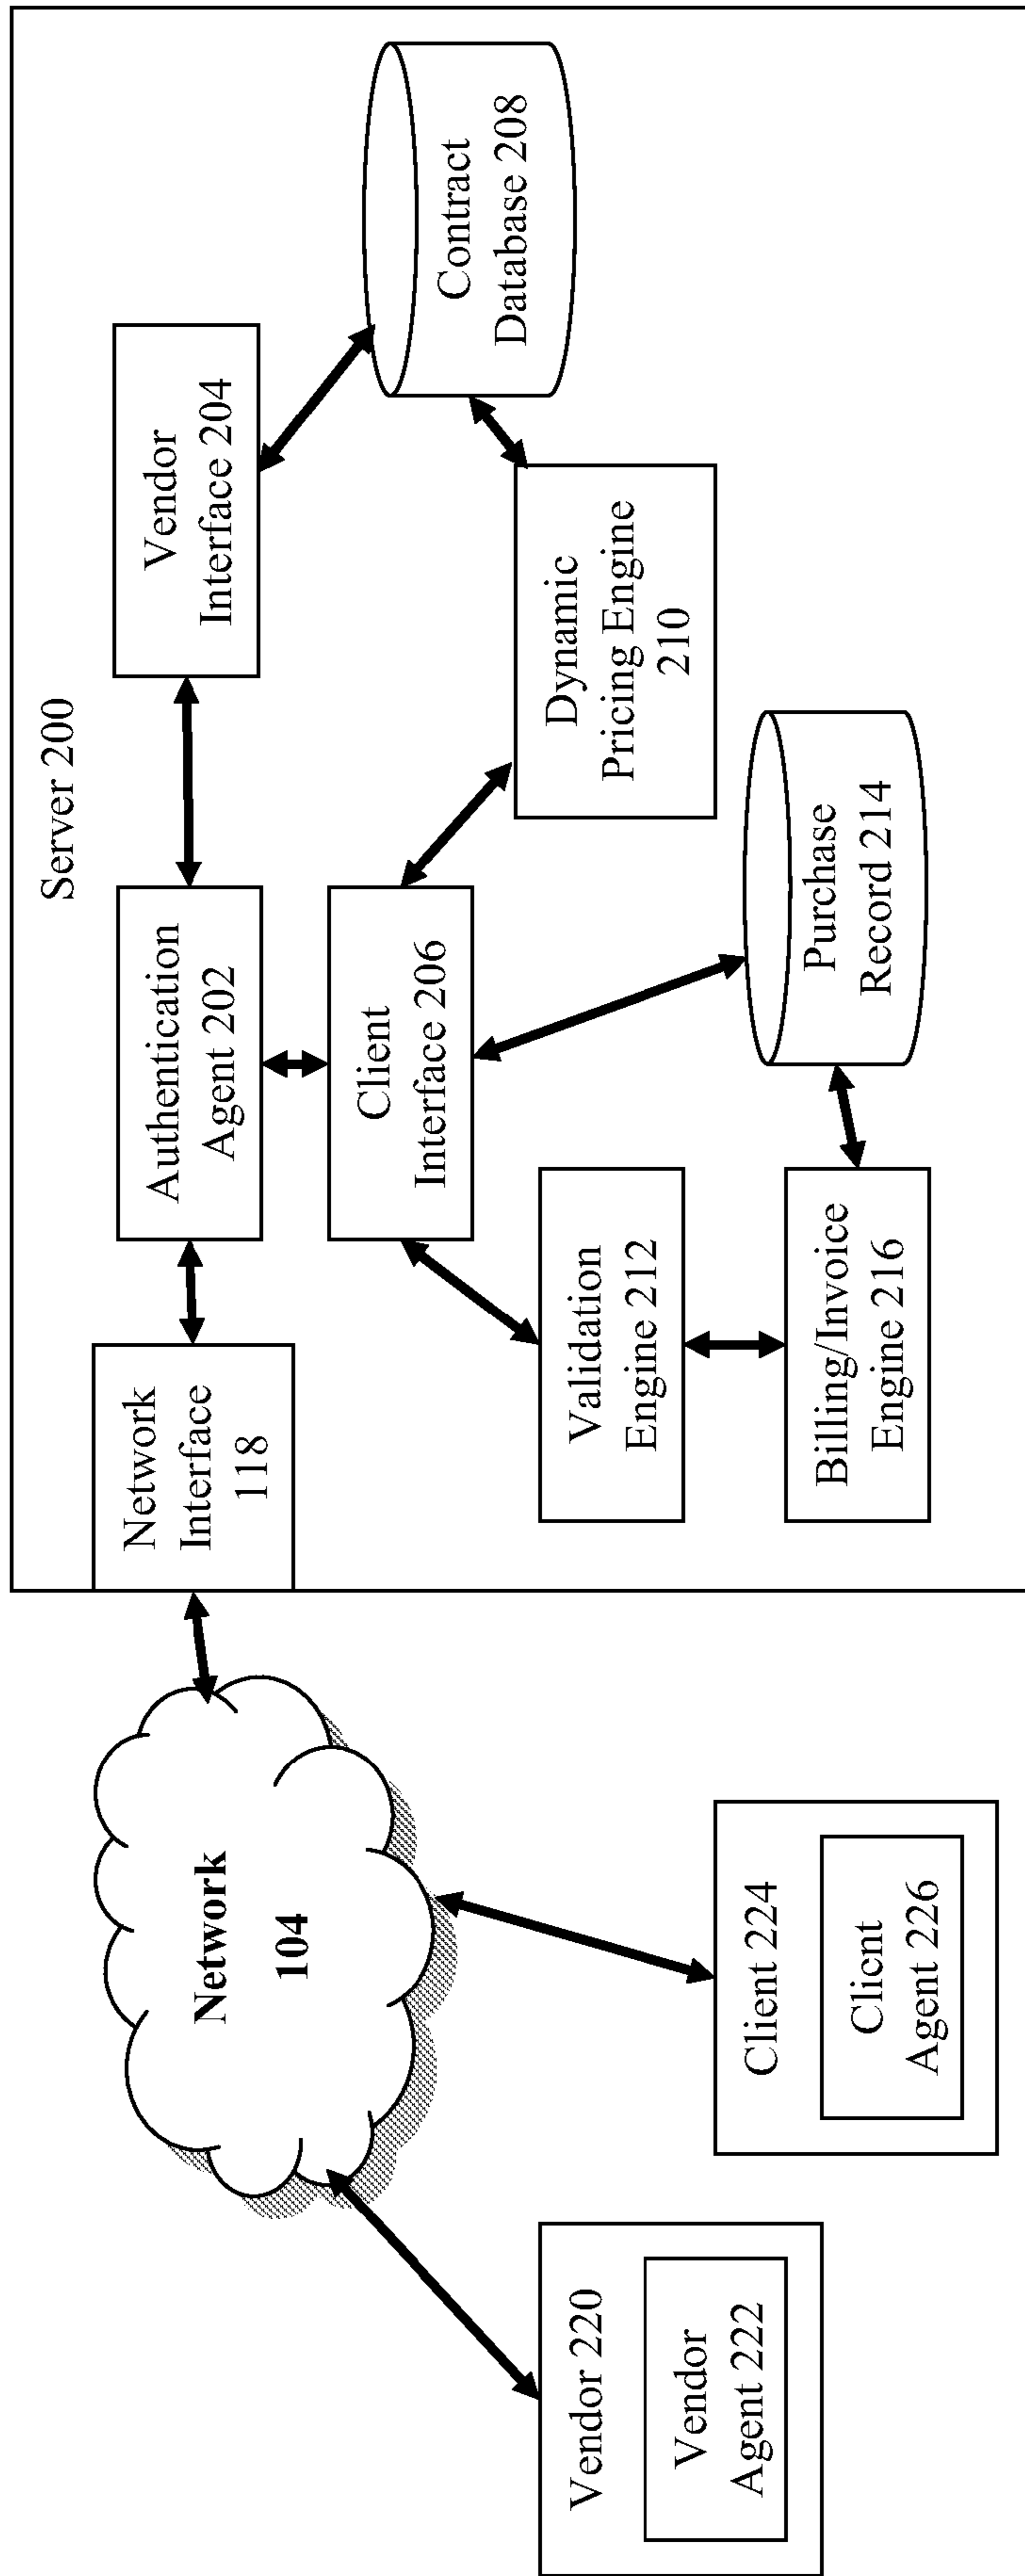 Server 200
Network
Interface
118
Authentication
Agent 202
Vendor
Interface 204
Client
Interface 206
Contract
Database 208
Dynamic
Pricing Engine
210
Validation
Engine 212
Purchase
Record 214
Billing/Invoice
Engine 216
Network
104
Vendor 220
Vendor
Agent 222
Client 224
Client
Agent 226